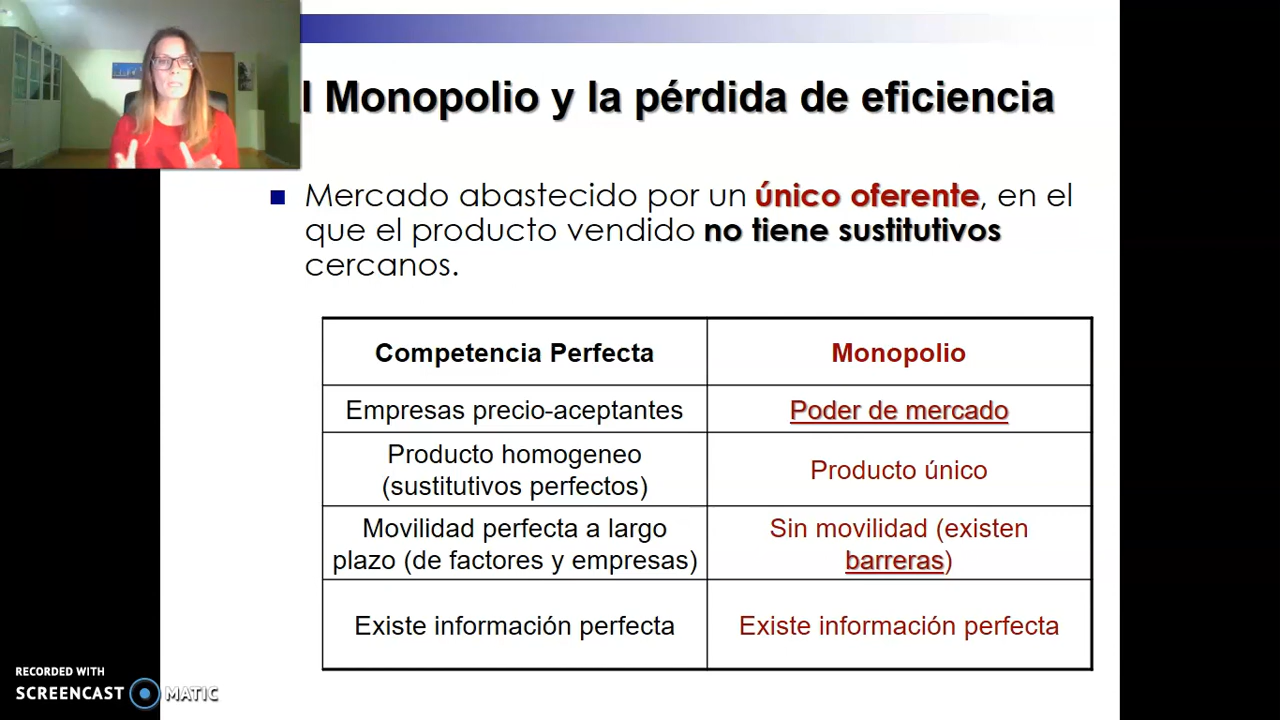 l Monopolio y la pérdida de eficiencia
Mercado abastecido por un único oferente, en el
que el producto vendido no tiene sustitutivos
cercanos.
Competencia Perfecta
Monopolio
Empresas precio-aceptantes
Poder de mercado
Producto homogeneo
(sustitutivos perfectos)
Producto único
Movilidad perfecta a largo
plazo (de factores y empresas)
Sin movilidad (existen
barreras)
Existe información perfecta
Existe información perfecta
RECORDED WITH
SCREENCAST MATIC